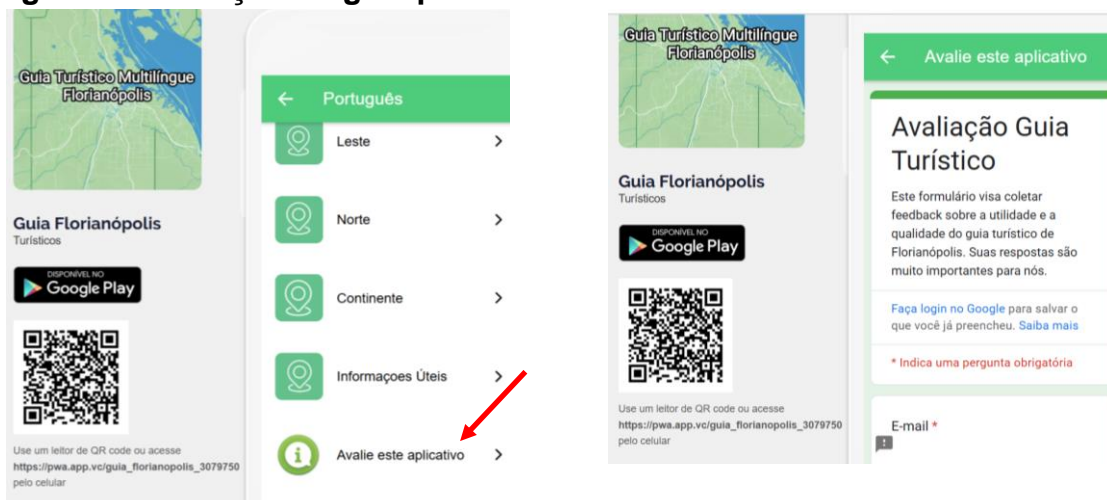 Guia Turístico Multilíngue
Florianópolis
Guia Florianópolis
Turísticos
DISPONÍVEL NO
Google Play
Use um leitor de QR code ou acesse
https://pwa.app.vc/guia_florianopolis_3079750
pelo celular
← Português
Leste
Norte
Continente
Informaçoes Úteis
Avalie este aplicativo
Guia Turístico Multilíngue
Florianópolis
Guia Florianópolis
Turísticos
DISPONÍVEL NO
Google Play
Use um leitor de QR code ou acesse
https://pwa.app.vc/guia_florianopolis_3079750
pelo celular
← Avalie este aplicativo
Avaliação Guia
Turístico
Este formulário visa coletar
feedback sobre a utilidade e a
qualidade do guia turístico de
Florianópolis. Suas respostas são
muito importantes para nós.
Faça login no Google para salvar o
que você já preencheu. Saiba mais
* Indica uma pergunta obrigatória
E-mail *